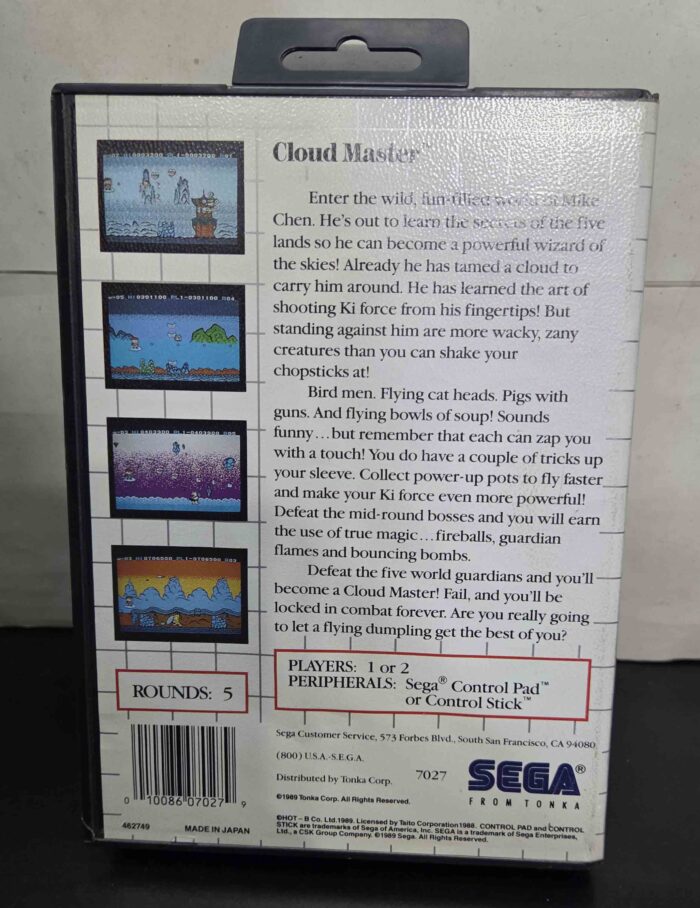 Cloud Master™
Enter the wild, fun-filled world of Mike
Chen. He's out to learn the secrets of the five
lands so he can become a powerful wizard of
the skies! Already he has tamed a cloud to
carry him around. He has learned the art of
shooting Ki force from his fingertips! But
standing against him are more wacky, zany
creatures than you can shake your
chopsticks at!
Bird men. Flying cat heads. Pigs with
guns. And flying bowls of soup! Sounds
funny…but remember that each can zap you
with a touch! You do have a couple of tricks up
your sleeve. Collect power-up pots to fly faster
and make your Ki force even more powerful!
Defeat the mid-round bosses and you will earn
the use of true magic…fireballs, guardian
flames and bouncing bombs.
Defeat the five world guardians and you'll
become a Cloud Master! Fail, and you'll be
locked in combat forever. Are you really going
to let a flying dumpling get the best of you?
ROUNDS: 5
PLAYERS: 1 or 2
PERIPHERALS: Sega® Control Pad™
or Control Stick™
Sega Customer Service, 573 Forbes Blvd., South San Francisco, CA 94080
(800) U.S.A.-S.E.G.A.
Distributed by Tonka Corp. 7027
©1989 Tonka Corp. All Rights Reserved.
SEGA®
FROM TONKA
0 10086 07027 9
462749 MADE IN JAPAN
©HOT-B Co. Ltd. 1989. Licensed by Taito Corporation 1988. CONTROL PAD and CONTROL
STICK are trademarks of Sega of America, Inc. SEGA is a trademark of Sega Enterprises,
Ltd., a CSK Group Company. ©1989 Sega. All Rights Reserved.